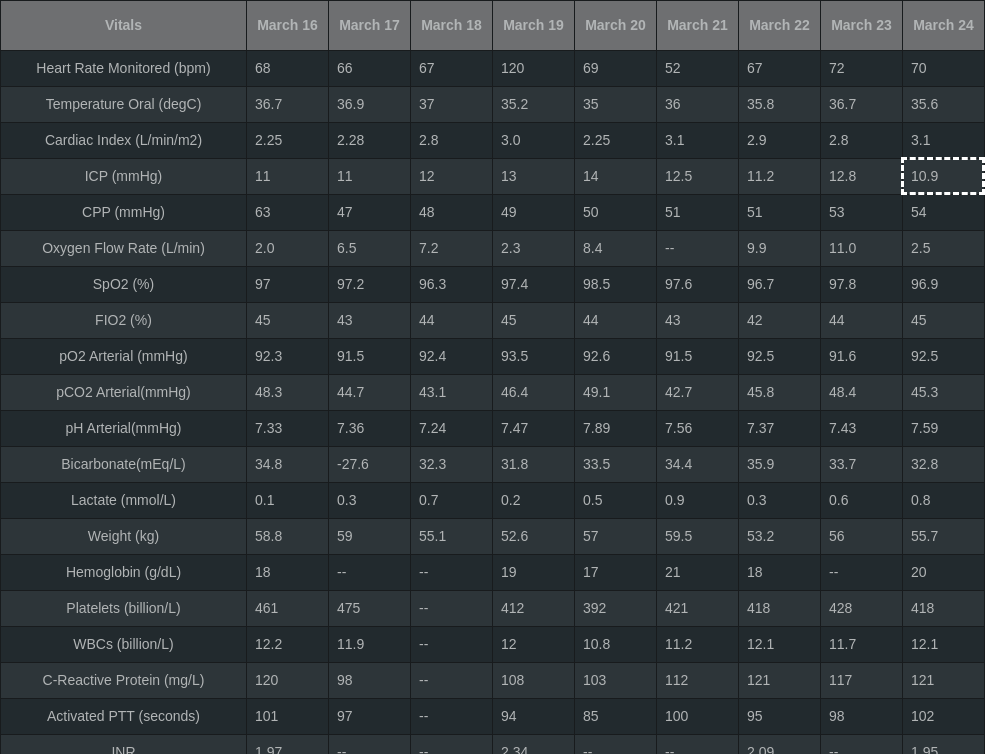 Vitals March 16 March 17 March 18 March 19 March 20 March 21 March 22 March 23 March 24
Heart Rate Monitored (bpm) 68 66 67 120 69 52 67 72 70
Temperature Oral (degC) 36.7 36.9 37 35.2 35 36 35.8 36.7 35.6
Cardiac Index (L/min/m2) 2.25 2.28 2.8 3.0 2.25 3.1 2.9 2.8 3.1
ICP (mmHg) 11 11 12 13 14 12.5 11.2 12.8 10.9
CPP (mmHg) 63 47 48 49 50 51 51 53 54
Oxygen Flow Rate (L/min) 2.0 6.5 7.2 2.3 8.4 -- 9.9 11.0 2.5
SpO2 (%) 97 97.2 96.3 97.4 98.5 97.6 96.7 97.8 96.9
FIO2 (%) 45 43 44 45 44 43 42 44 45
pO2 Arterial (mmHg) 92.3 91.5 92.4 93.5 92.6 91.5 92.5 91.6 92.5
pCO2 Arterial(mmHg) 48.3 44.7 43.1 46.4 49.1 42.7 45.8 48.4 45.3
pH Arterial(mmHg) 7.33 7.36 7.24 7.47 7.89 7.56 7.37 7.43 7.59
Bicarbonate(mEq/L) 34.8 -27.6 32.3 31.8 33.5 34.4 35.9 33.7 32.8
Lactate (mmol/L) 0.1 0.3 0.7 0.2 0.5 0.9 0.3 0.6 0.8
Weight (kg) 58.8 59 55.1 52.6 57 59.5 53.2 56 55.7
Hemoglobin (g/dL) 18 -- -- 19 17 21 18 -- 20
Platelets (billion/L) 461 475 -- 412 392 421 418 428 418
WBCs (billion/L) 12.2 11.9 -- 12 10.8 11.2 12.1 11.7 12.1
C-Reactive Protein (mg/L) 120 98 -- 108 103 112 121 117 121
Activated PTT (seconds) 101 97 -- 94 85 100 95 98 102
INR 1.97 -- -- 2.34 -- -- 2.09 -- 1.95